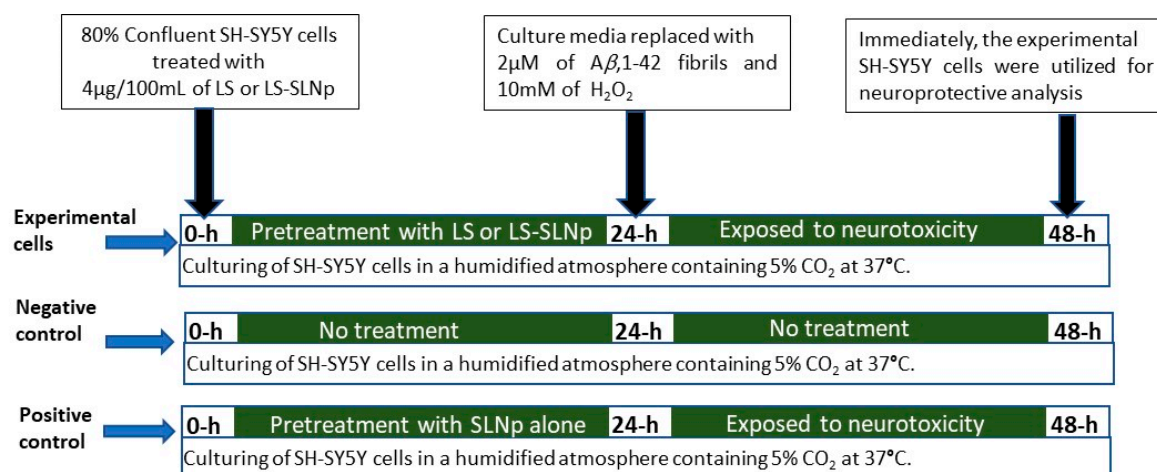 80% Confluent SH-SY5Y cells
treated with
4µg/100mL of LS or LS-SLNp
Culture media replaced with
2µM of Aβ,1-42 fibrils and
10mM of H₂O₂
Immediately, the experimental
SH-SY5Y cells were utilized for
neuroprotective analysis
Experimental
cells
0-h Pretreatment with LS or LS-SLNp 24-h Exposed to neurotoxicity 48-h
Culturing of SH-SY5Y cells in a humidified atmosphere containing 5% CO₂ at 37°C.
Negative
control
0-h No treatment 24-h No treatment 48-h
Culturing of SH-SY5Y cells in a humidified atmosphere containing 5% CO₂ at 37°C.
Positive
control
0-h Pretreatment with SLNp alone 24-h Exposed to neurotoxicity 48-h
Culturing of SH-SY5Y cells in a humidified atmosphere containing 5% CO₂ at 37°C.